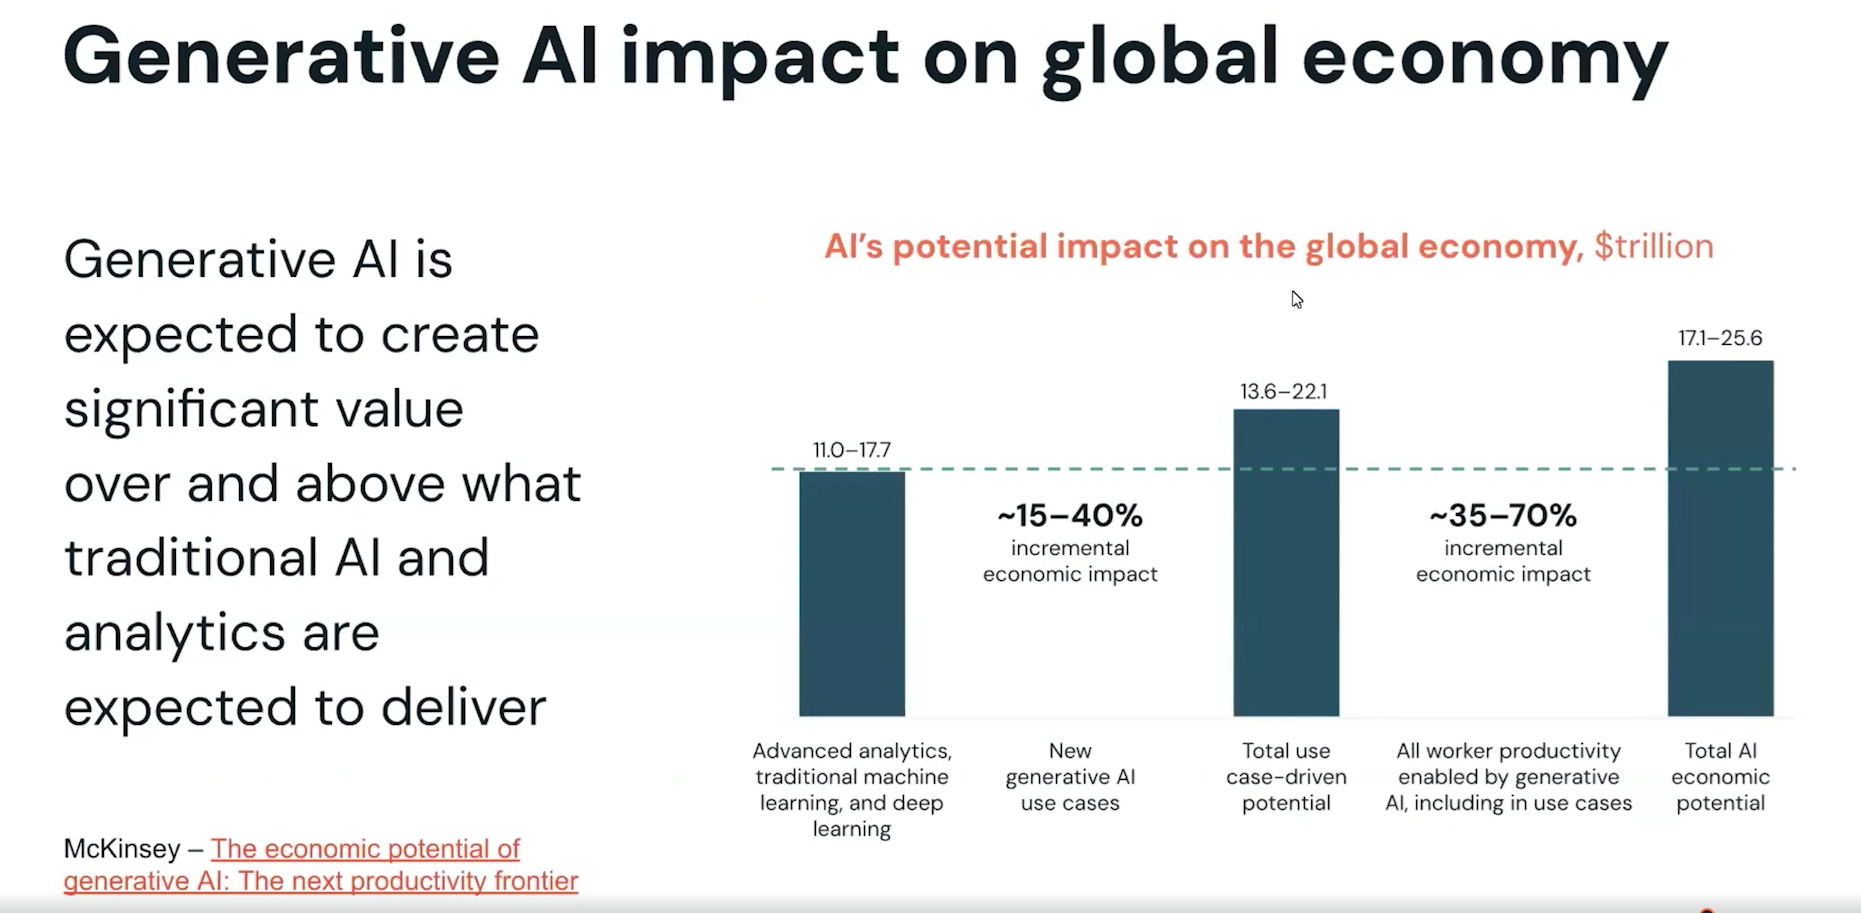 Generative AI impact on global economy
Generative AI is
expected to create
significant value
over and above what
traditional AI and
analytics are
expected to deliver
McKinsey – The economic potential of
generative AI: The next productivity frontier
AI's potential impact on the global economy, $trillion
11.0–17.7
13.6–22.1
17.1–25.6
~15–40%
incremental
economic impact
~35–70%
incremental
economic impact
Advanced analytics,
traditional machine
learning, and deep
learning
New
generative AI
use cases
Total use
case-driven
potential
All worker productivity
enabled by generative
AI, including in use cases
Total AI
economic
potential